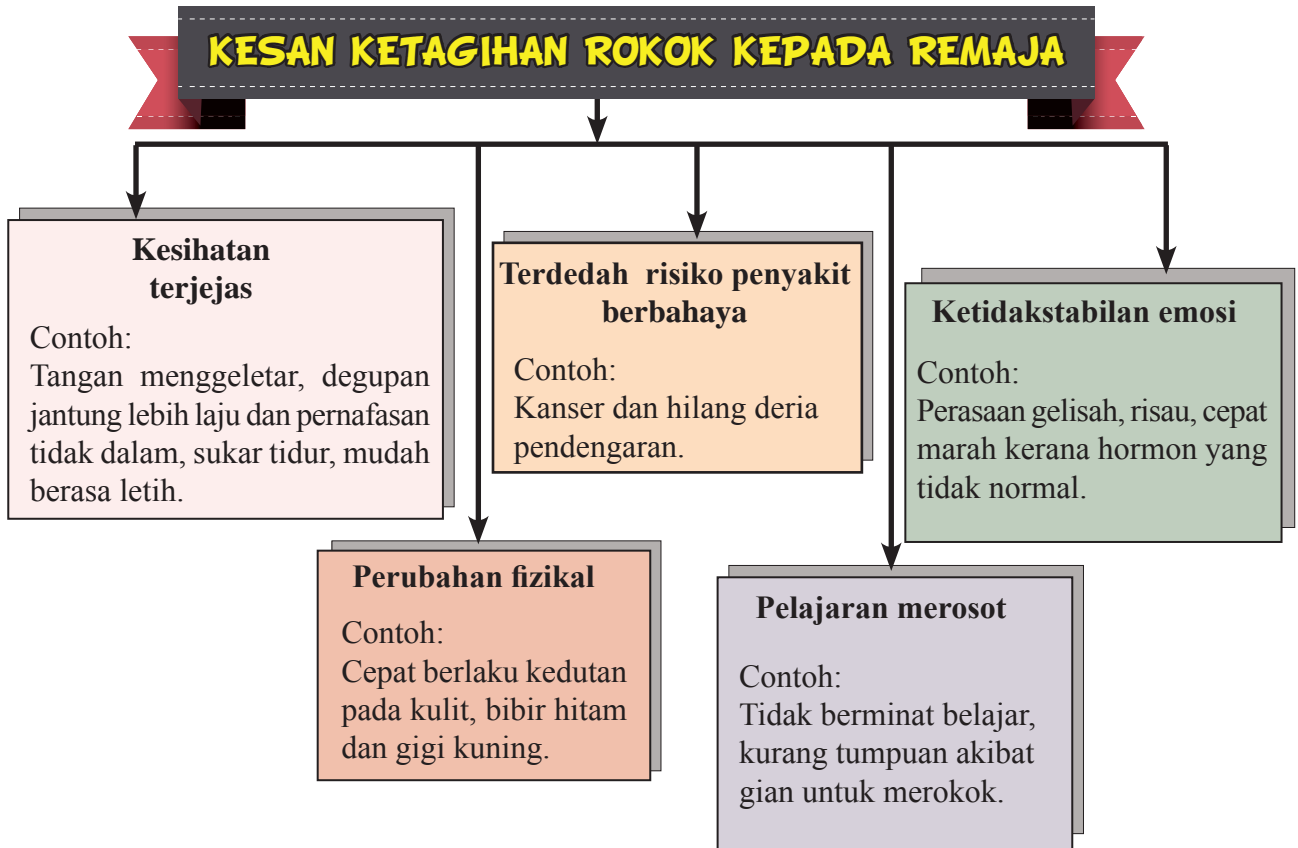 KESAN KETAGIHAN ROKOK KEPADA REMAJA
Kesihatan
terjejas
Contoh:
Tangan menggeletar, degupan
jantung lebih laju dan pernafasan
tidak dalam, sukar tidur, mudah
berasa letih.
Terdedah risiko penyakit
berbahaya
Contoh:
Kanser dan hilang deria
pendengaran.
Ketidakstabilan emosi
Contoh:
Perasaan gelisah, risau, cepat
marah kerana hormon yang
tidak normal.
Perubahan fizikal
Contoh:
Cepat berlaku kedutan
pada kulit, bibir hitam
dan gigi kuning.
Pelajaran merosot
Contoh:
Tidak berminat belajar,
kurang tumpuan akibat
gian untuk merokok.